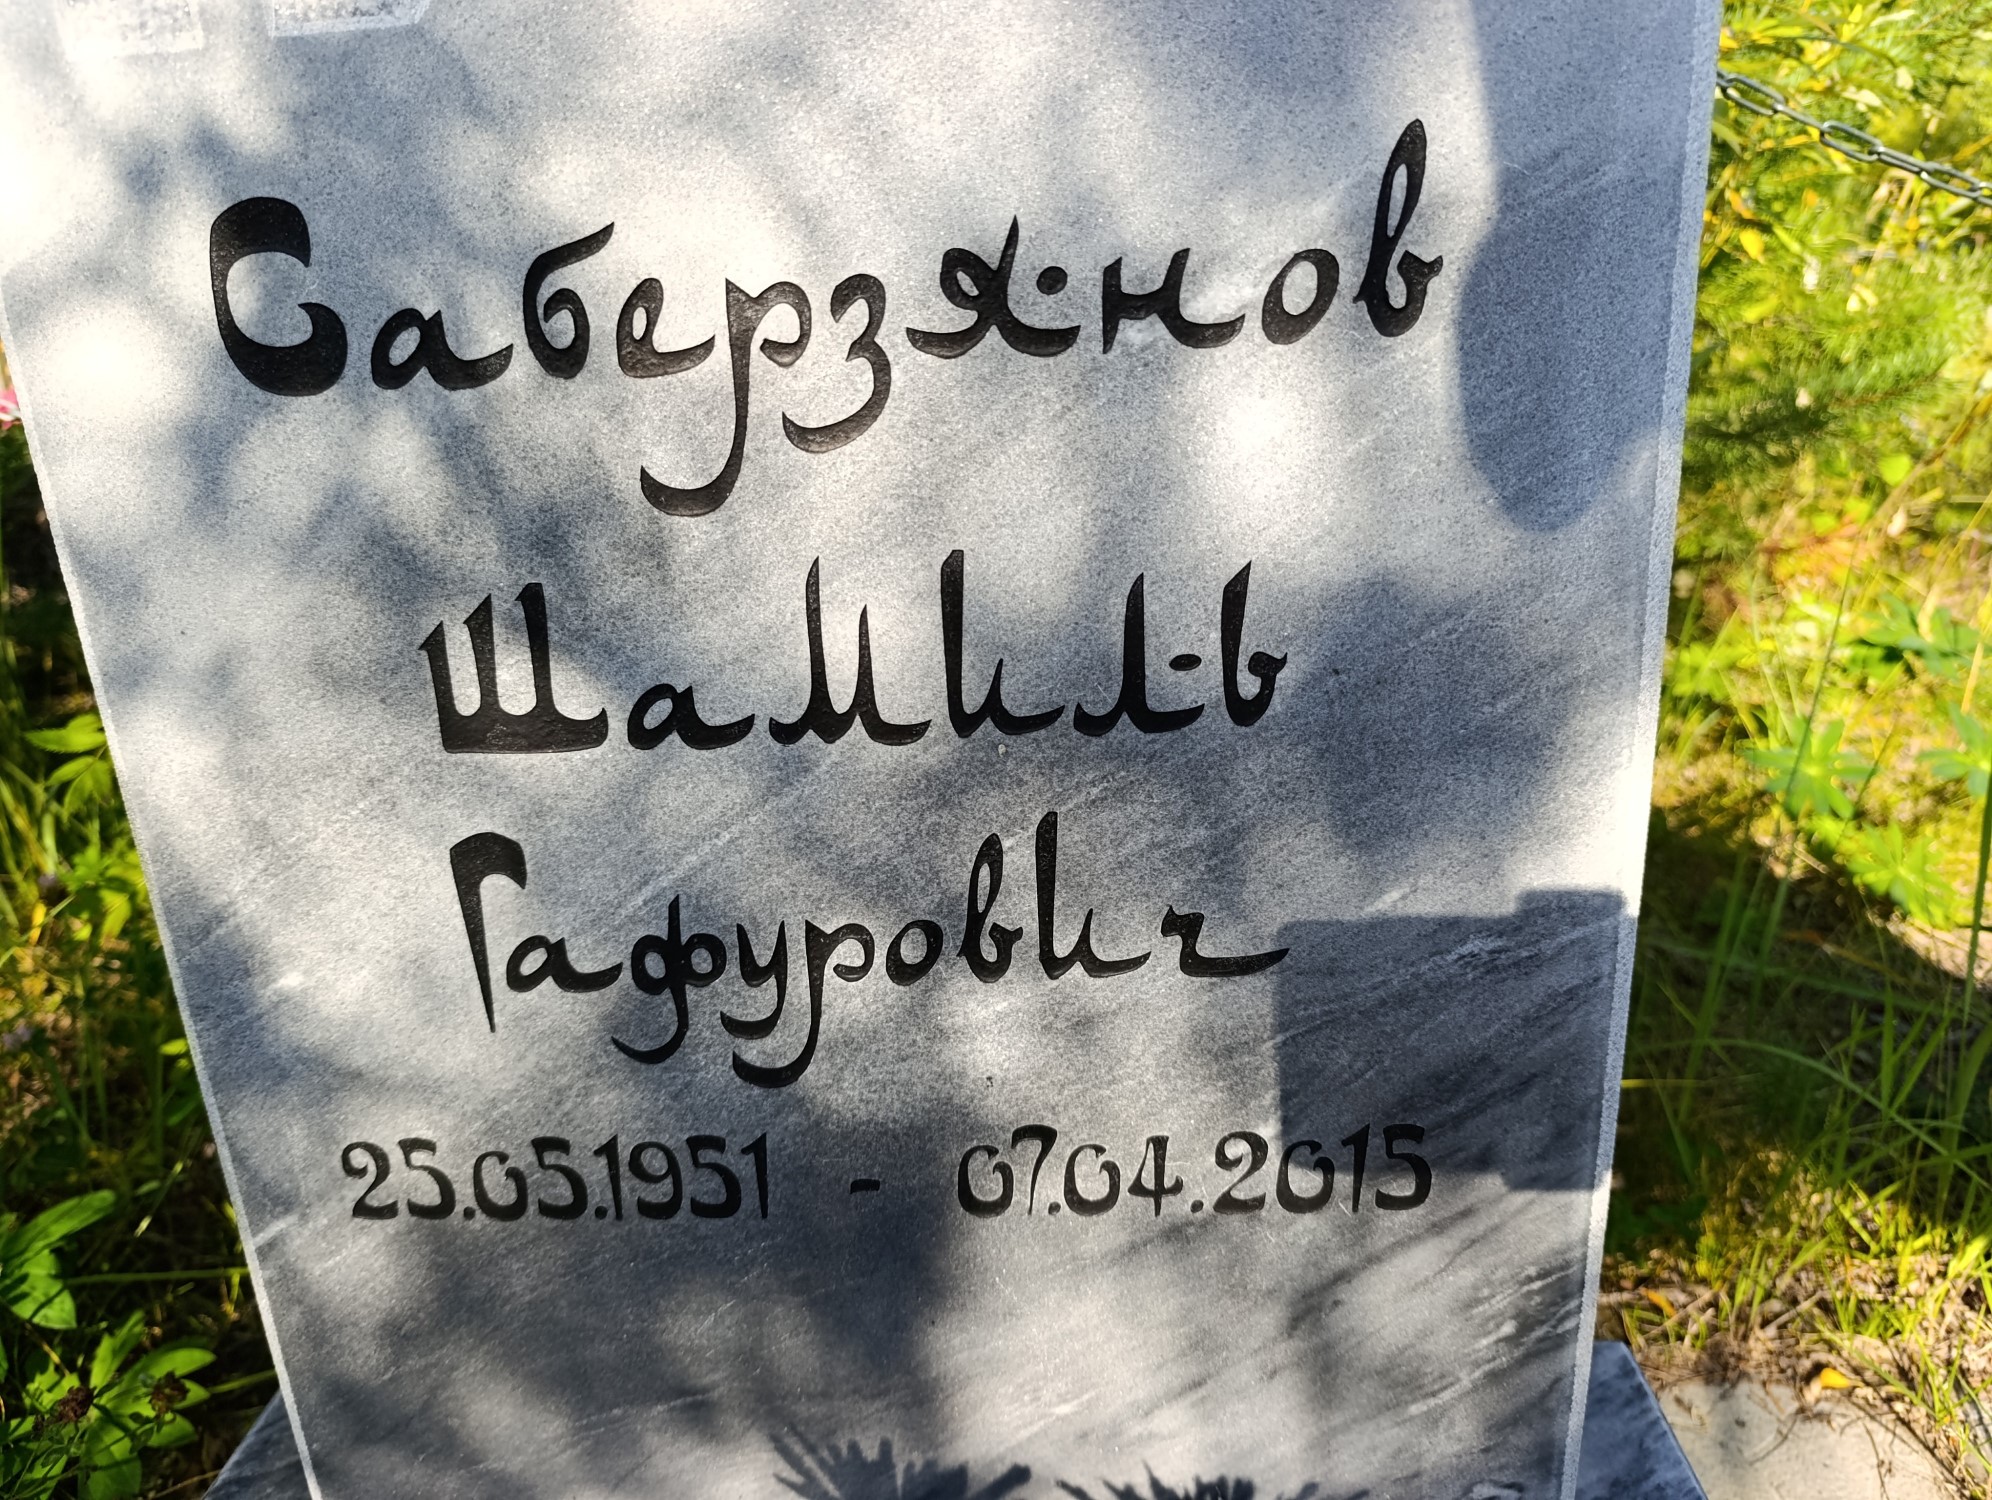 Саберзянов
Шамиль
Гафурович
25.05.1951 - 07.04.2015